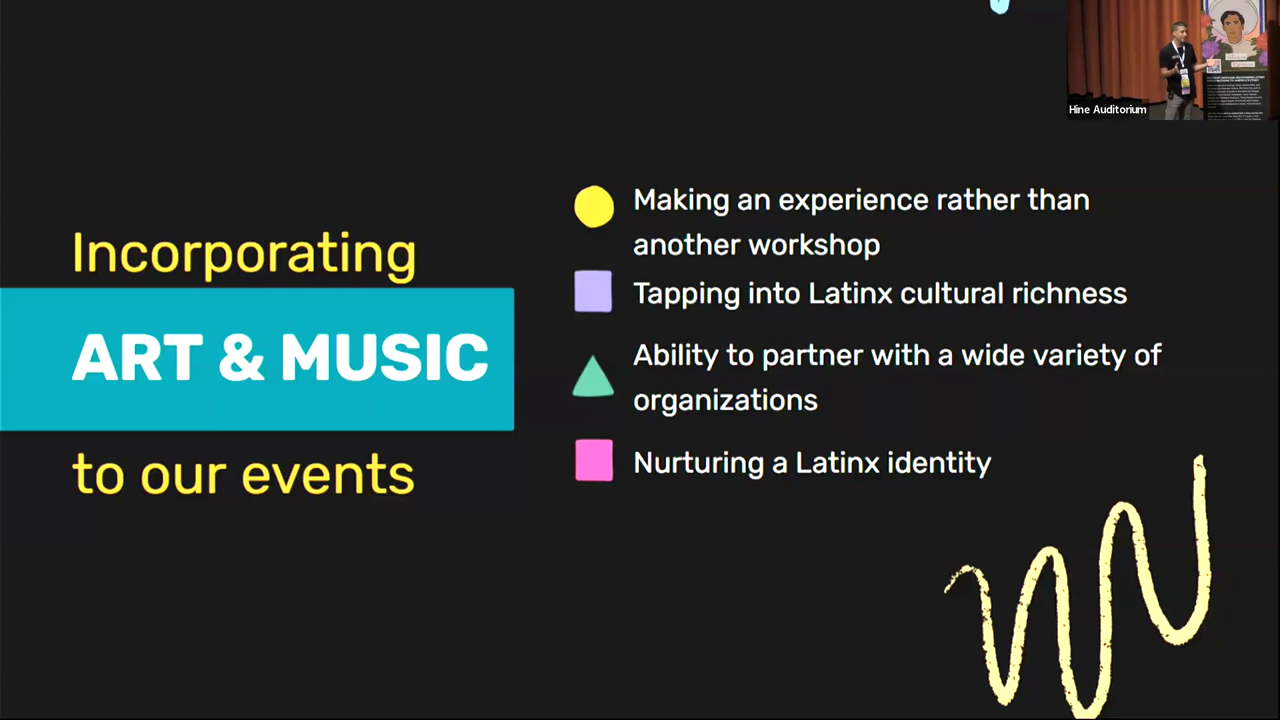 Hine Auditorium
Incorporating
ART & MUSIC
to our events
Making an experience rather than
another workshop
Tapping into Latinx cultural richness
Ability to partner with a wide variety of
organizations
Nurturing a Latinx identity